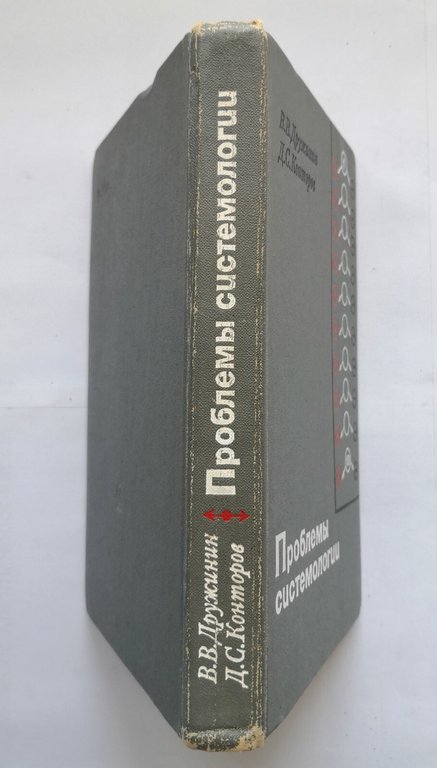 В.В.Дружинин
Д.С.Конторов
Проблемы системологии
В.В.Дружинин
Д.С.Конторов
Проблемы
системологии